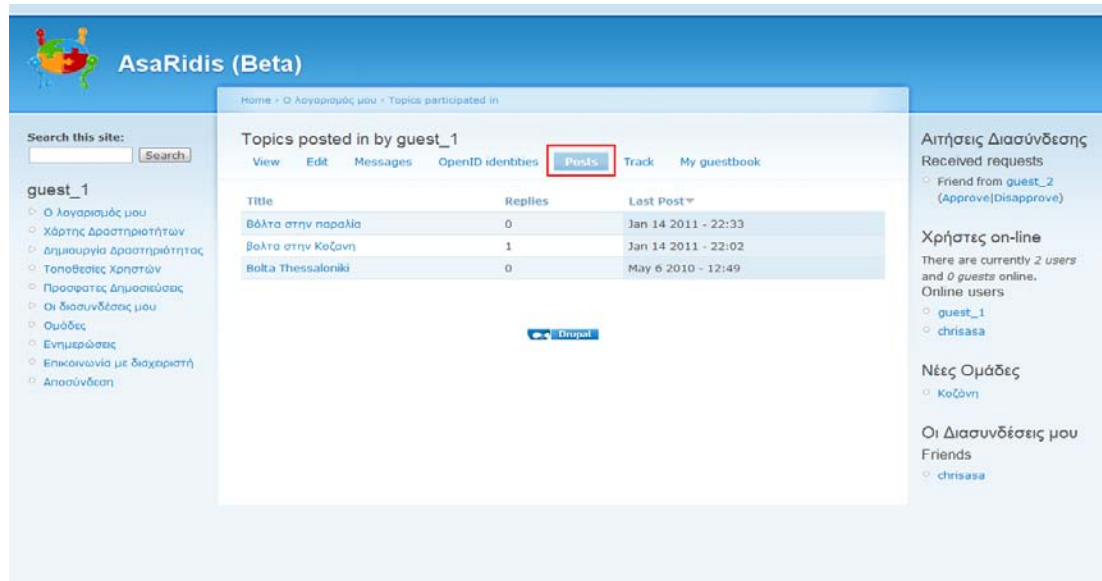 AsaRidis (Beta)
Home › Ο λογαριασμός μου › Topics participated in
Search this site:
Search
guest_1
Ο λογαρισμός μου
Χάρτης Δραστηριοτήτων
Δημιουργία Δραστηριότητας
Τοποθεσίες Χρηστών
Προσφατες Δημοσιεύσεις
Οι διασυνδέσεις μου
Ομάδες
Ενημερώσεις
Επικοινωνία με διαχειριστή
Αποσύνδεση
Topics posted in by guest_1
View Edit Messages OpenID identities Posts Track My guestbook
Title Replies Last Post
Βόλτα στην παραλία 0 Jan 14 2011 - 22:33
βολτα στην Κοζανη 1 Jan 14 2011 - 22:02
Bolta Thessaloniki 0 May 6 2010 - 12:49
Drupal
Αιτήσεις Διασύνδεσης
Received requests
Friend from guest_2
(Approve|Disapprove)
Χρήστες on-line
There are currently 2 users
and 0 guests online.
Online users
guest_1
chrisasa
Νέες Ομάδες
Κοζάνη
Οι Διασυνδέσεις μου
Friends
chrisasa